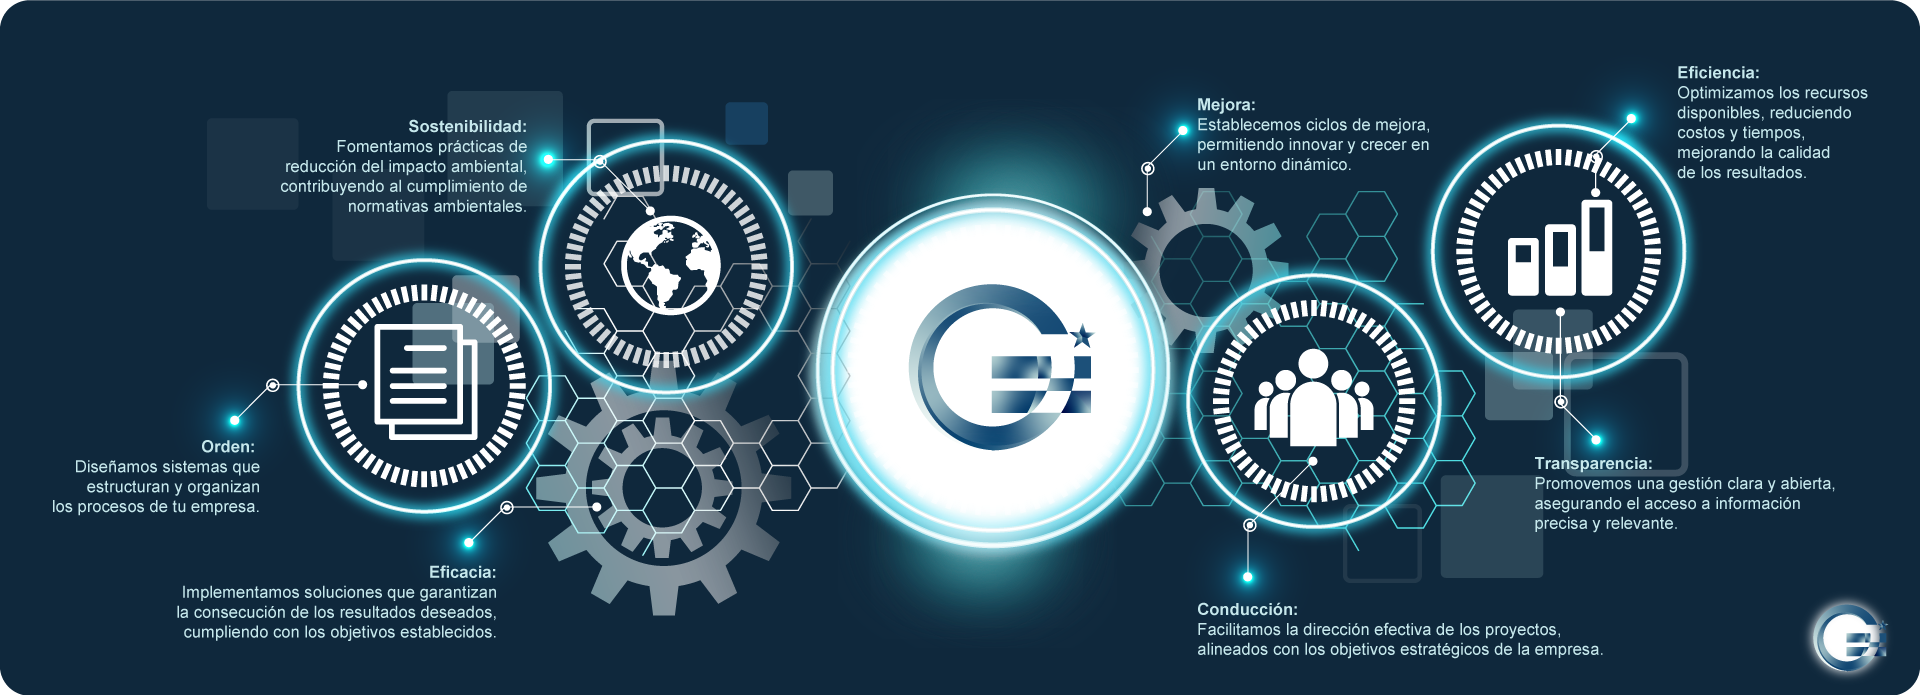 Sostenibilidad:
Fomentamos prácticas de
reducción del impacto ambiental,
contribuyendo al cumplimiento de
normativas ambientales.
Orden:
Diseñamos sistemas que
estructuran y organizan
los procesos de tu empresa.
Eficacia:
Implementamos soluciones que garantizan
la consecución de los resultados deseados,
cumpliendo con los objetivos establecidos.
Mejora:
Establecemos ciclos de mejora,
permitiendo innovar y crecer en
un entorno dinámico.
Eficiencia:
Optimizamos los recursos
disponibles, reduciendo
costos y tiempos,
mejorando la calidad
de los resultados.
Transparencia:
Promovemos una gestión clara y abierta,
asegurando el acceso a información
precisa y relevante.
Conducción:
Facilitamos la dirección efectiva de los proyectos,
alineados con los objetivos estratégicos de la empresa.